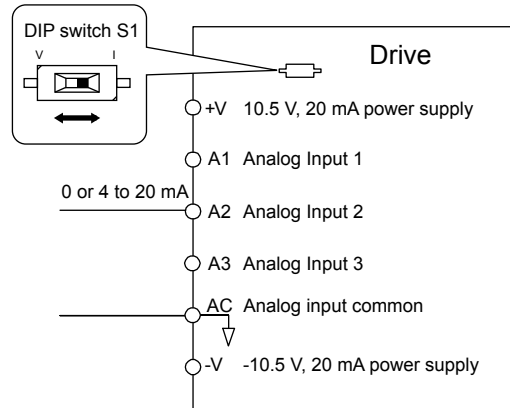 DIP switch S1
V I
Drive
+V 10.5 V, 20 mA power supply
A1 Analog Input 1
0 or 4 to 20 mA
A2 Analog Input 2
A3 Analog Input 3
AC Analog input common
-V -10.5 V, 20 mA power supply